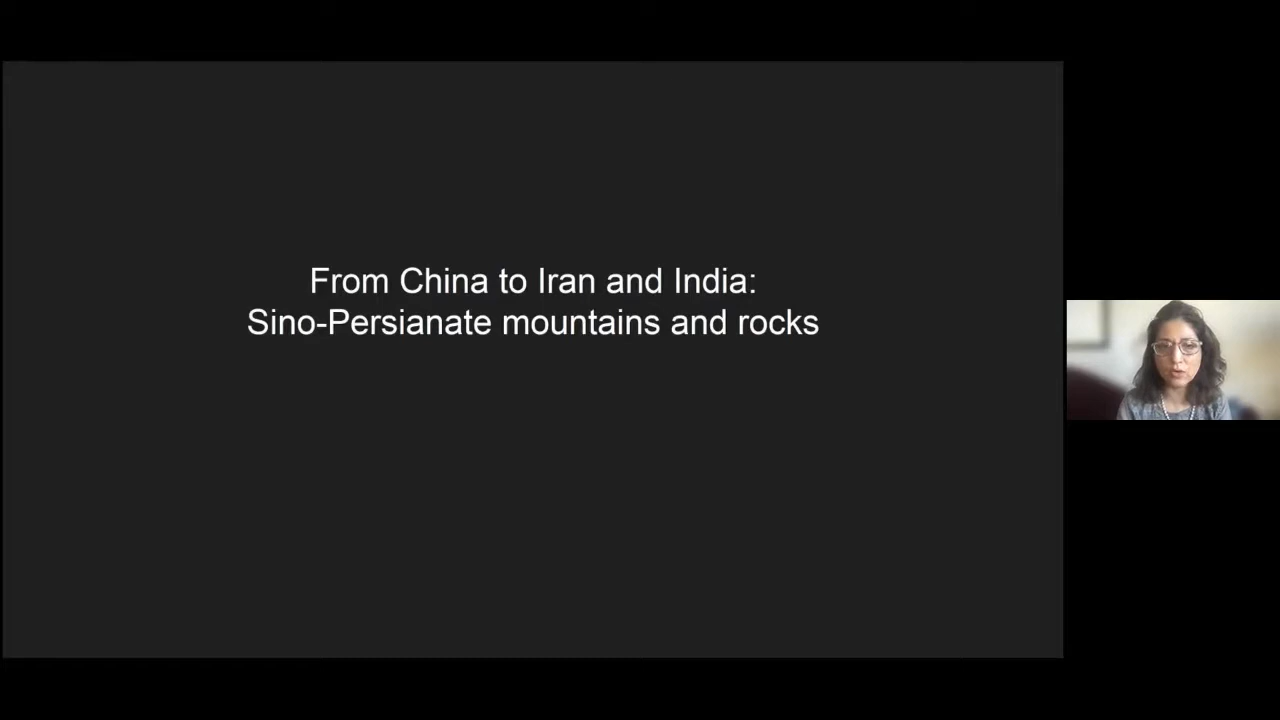 From China to Iran and India:
Sino-Persianate mountains and rocks